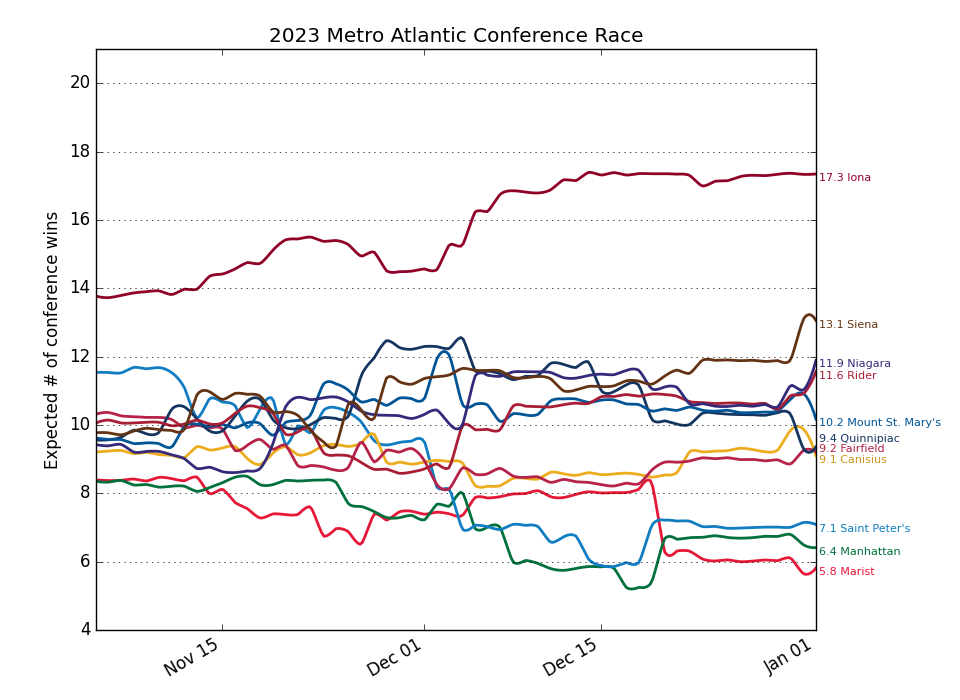 2023 Metro Atlantic Conference Race
Expected # of conference wins
20
18
16
14
12
10
8
6
4
Nov 15
Dec 01
Dec 15
Jan 01
17.3 Iona
13.1 Siena
11.9 Niagara
11.6 Rider
10.2 Mount St. Mary's
9.4 Quinnipiac
9.2 Fairfield
9.1 Canisius
7.1 Saint Peter's
6.4 Manhattan
5.8 Marist